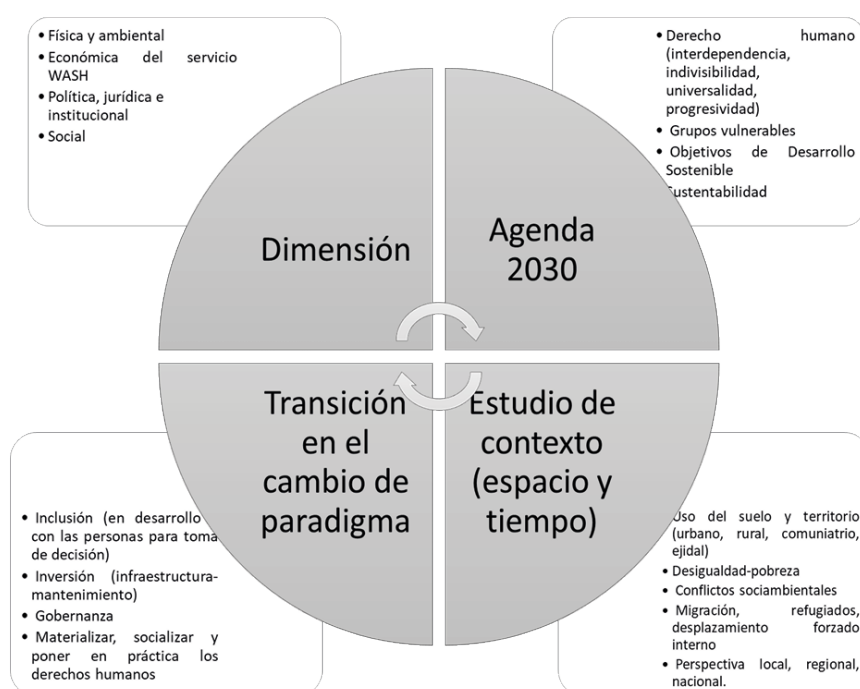 • Física y ambiental
• Económica del servicio
WASH
• Política, jurídica e
institucional
• Social
• Derecho humano
(interdependencia,
indivisibilidad,
universalidad,
progresividad)
• Grupos vulnerables
• Objetivos de Desarrollo
Sostenible
Sustentabilidad
Dimensión
Agenda
2030
Transición
en el
cambio de
paradigma
Estudio de
contexto
(espacio y
tiempo)
• Inclusión (en desarrollo
con las personas para toma
de decisión)
• Inversión (infraestructura-
mantenimiento)
• Gobernanza
• Materializar, socializar y
poner en práctica los
derechos humanos
Uso del suelo y territorio
(urbano, rural, comuniatrio,
ejidal)
• Desigualdad-pobreza
• Conflictos sociambientales
• Migración, refugiados,
desplazamiento forzado
interno
• Perspectiva local, regional,
nacional.